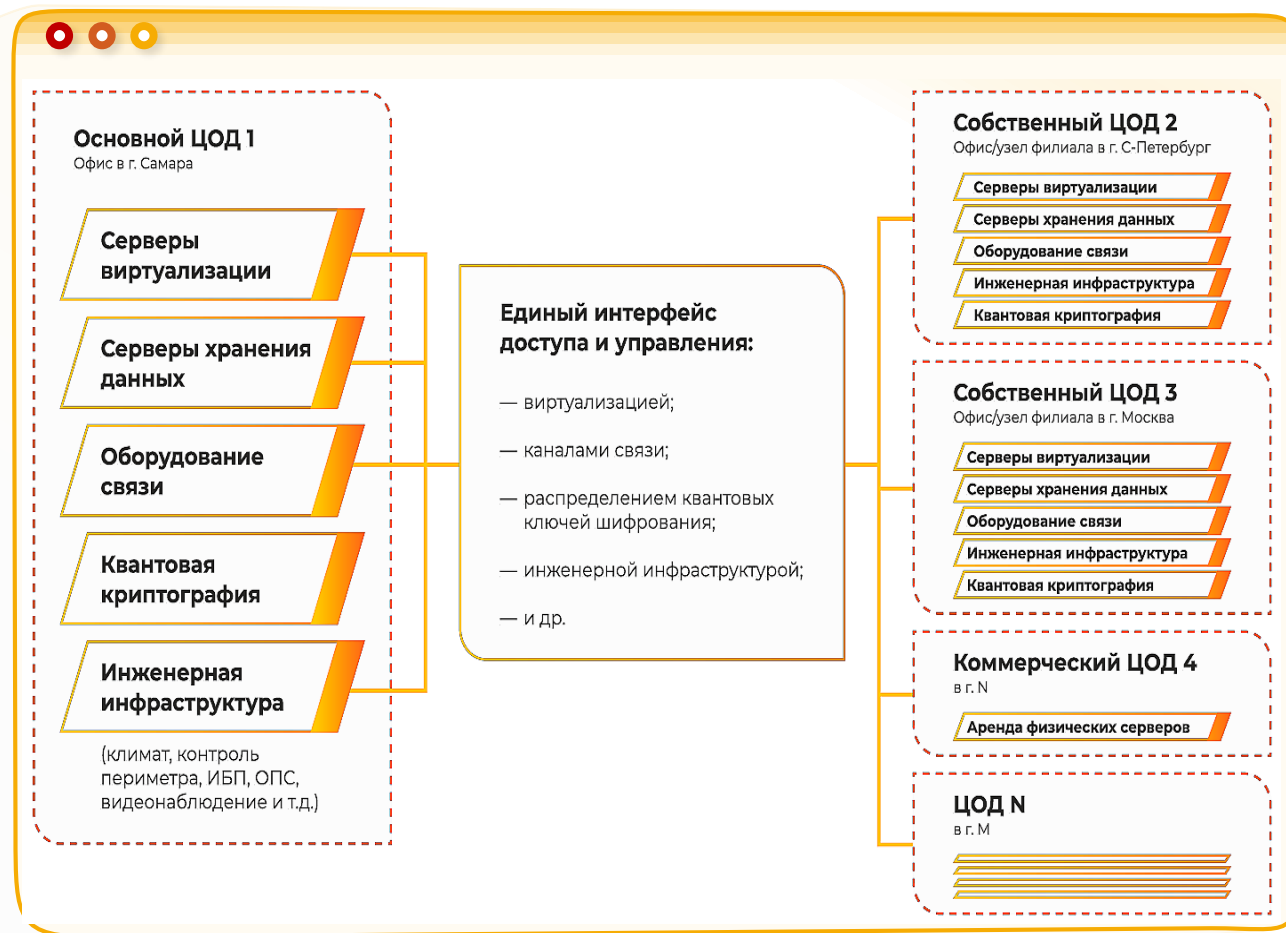 Основной ЦОД 1
Офис в г. Самара
Серверы
виртуализации
Серверы хранения
данных
Оборудование
связи
Квантовая
криптография
Инженерная
инфраструктура
(климат, контроль
периметра, ИБП, ОПС,
видеонаблюдение и т.д.)
Единый интерфейс
доступа и управления:
— виртуализацией;
— каналами связи;
— распределением квантовых
ключей шифрования;
— инженерной инфраструктурой;
— и др.
Собственный ЦОД 2
Офис/узел филиала в г. С-Петербург
Серверы виртуализации
Серверы хранения данных
Оборудование связи
Инженерная инфраструктура
Квантовая криптография
Собственный ЦОД 3
Офис/узел филиала в г. Москва
Серверы виртуализации
Серверы хранения данных
Оборудование связи
Инженерная инфраструктура
Квантовая криптография
Коммерческий ЦОД 4
в г. N
Аренда физических серверов
ЦОД N
в г. М